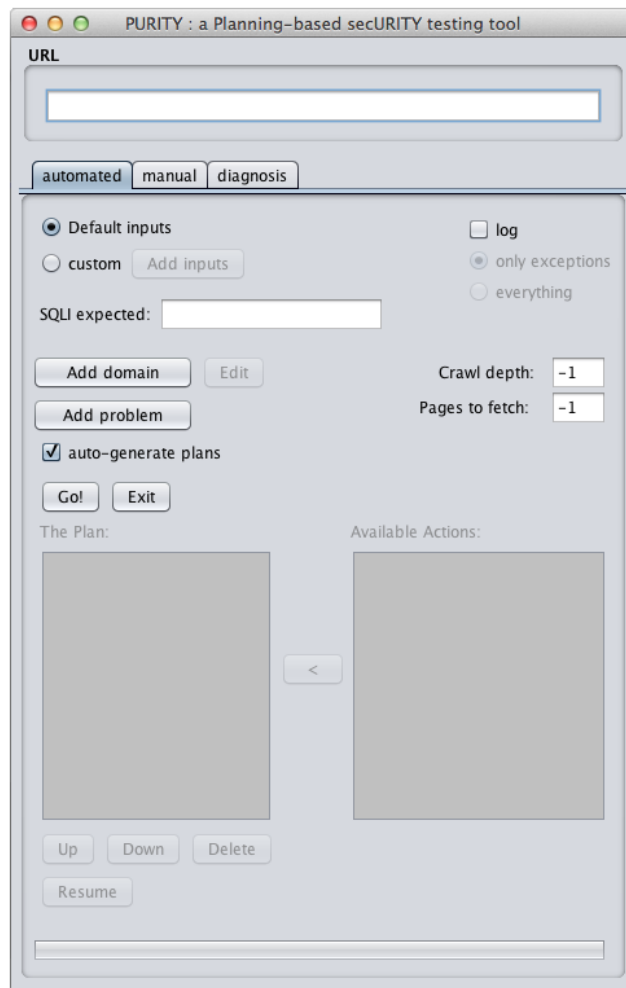 PURITY : a Planning-based secURITY testing tool
URL
automated manual diagnosis
Default inputs
log
custom Add inputs
only exceptions
everything
SQLI expected:
Add domain Edit
Crawl depth: -1
Add problem
Pages to fetch: -1
auto-generate plans
Go! Exit
The Plan: Available Actions:
<
Up Down Delete
Resume